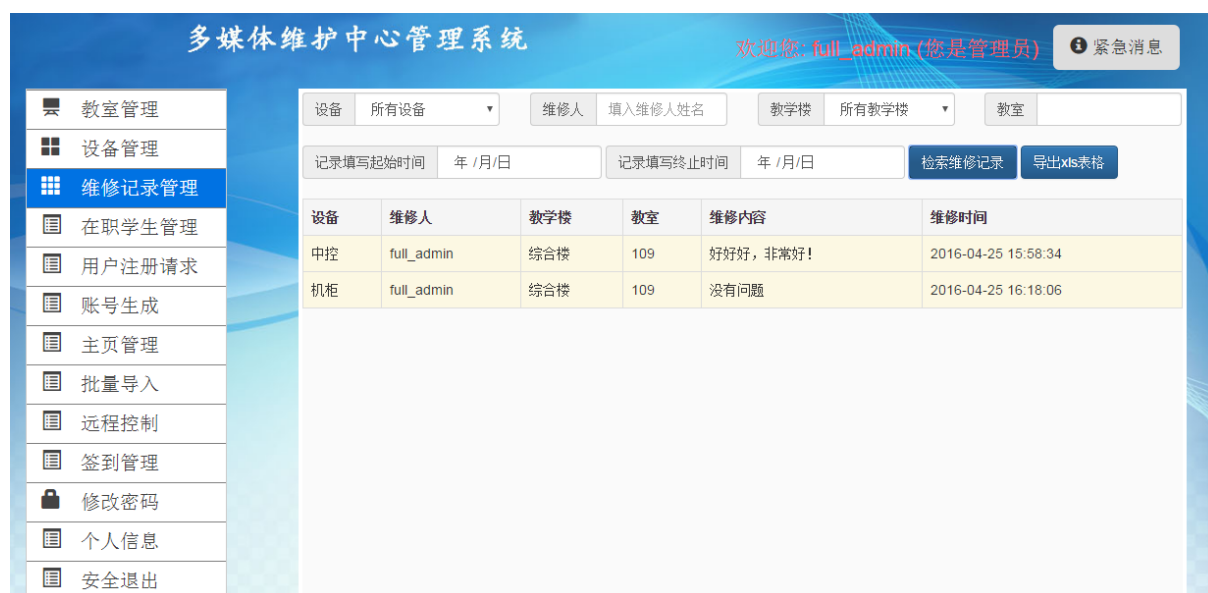 多媒体维护中心管理系统
欢迎您: full_admin (您是管理员)
紧急消息
教室管理
设备管理
维修记录管理
在职学生管理
用户注册请求
账号生成
主页管理
批量导入
远程控制
签到管理
修改密码
个人信息
安全退出
设备 所有设备 维修人 填入维修人姓名 教学楼 所有教学楼 教室
记录填写起始时间 年 /月/日 记录填写终止时间 年 /月/日 检索维修记录 导出xls表格
设备 维修人 教学楼 教室 维修内容 维修时间
中控 full_admin 综合楼 109 好好好，非常好！ 2016-04-25 15:58:34
机柜 full_admin 综合楼 109 没有问题 2016-04-25 16:18:06